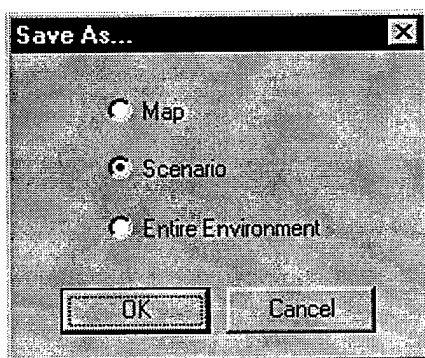 Save As...
Map
Scenario
Entire Environment
OK
Cancel